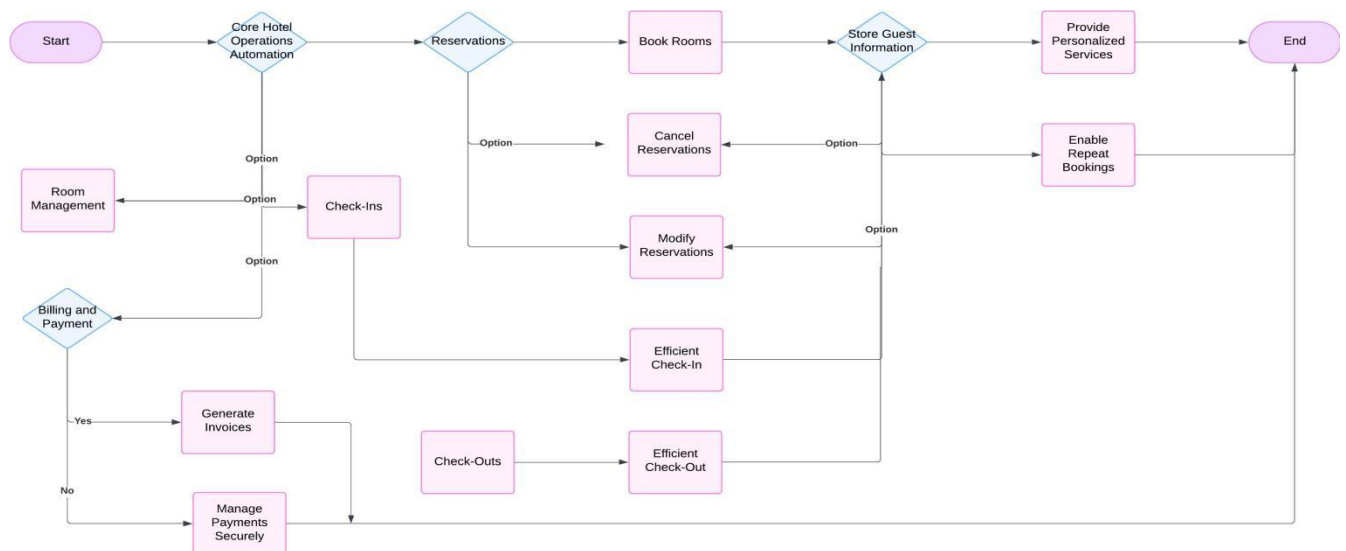 Start
Core Hotel
Operations
Automation
Reservations
Book Rooms
Store Guest
Information
Provide
Personalized
Services
End
Option
Cancel
Reservations
Option
Enable
Repeat
Bookings
Option
Room
Management
Option
Check-Ins
Modify
Reservations
Option
Option
Billing and
Payment
Efficient
Check-In
Yes
Generate
Invoices
Check-Outs
Efficient
Check-Out
No
Manage
Payments
Securely